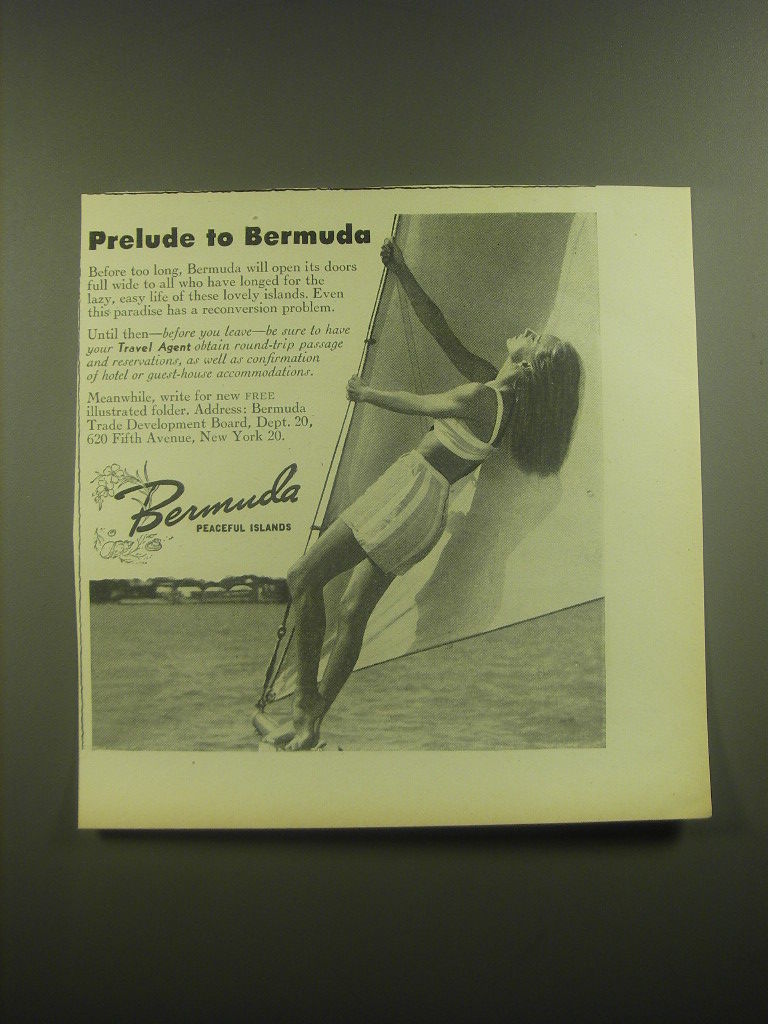 Prelude to Bermuda
Before too long, Bermuda will open its doors
full wide to all who have longed for the
lazy, easy life of these lovely islands. Even
this paradise has a reconversion problem.
Until then—before you leave—be sure to have
your Travel Agent obtain round-trip passage
and reservations, as well as confirmation
of hotel or guest-house accommodations.
Meanwhile, write for new FREE
illustrated folder. Address: Bermuda
Trade Development Board, Dept. 20,
620 Fifth Avenue, New York 20.
Bermuda
PEACEFUL ISLANDS